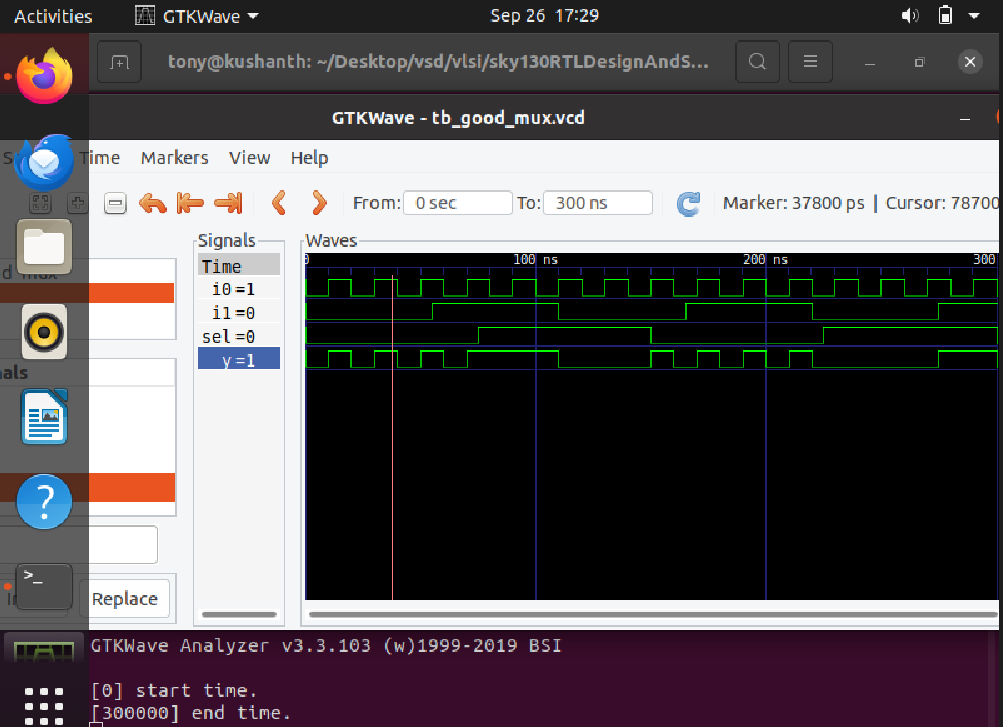 Activities GTKWave Sep 26 17:29
tony@kushanth: ~/Desktop/vsd/vlsi/sky130RTLDesignAndS...
GTKWave - tb_good_mux.vcd
Time Markers View Help
From: 0 sec To: 300 ns Marker: 37800 ps | Cursor: 78700
Signals Waves
Time 0 100 ns 200 ns 300
i0=1
i1=0
sel=0
y=1
als
Replace
>_
GTKWave Analyzer v3.3.103 (w)1999-2019 BSI
[0] start time.
[300000] end time.